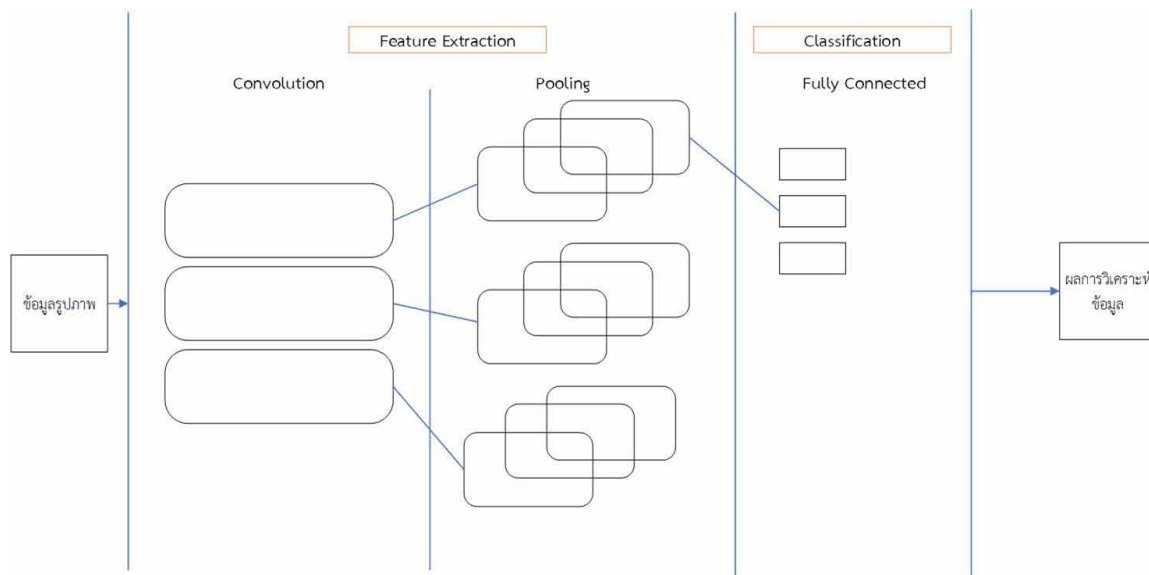 Feature Extraction
Classification
Convolution
Pooling
Fully Connected
ข้อมูลรูปภาพ
ผลการวิเคราะห์
ข้อมูล